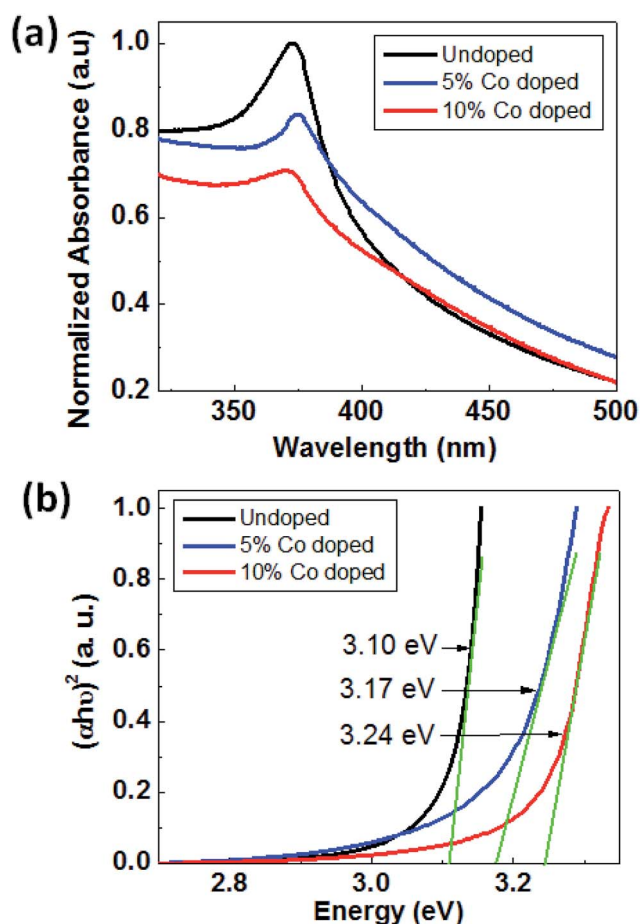 (a)
Normalized Absorbance (a.u)
1.0
0.8
0.6
0.4
0.2
Undoped
5% Co doped
10% Co doped
350 400 450 500
Wavelength (nm)
(b)
(αhυ)² (a. u.)
1.0
0.8
0.6
0.4
0.2
0.0
Undoped
5% Co doped
10% Co doped
3.10 eV
3.17 eV
3.24 eV
2.8 3.0 3.2
Energy (eV)